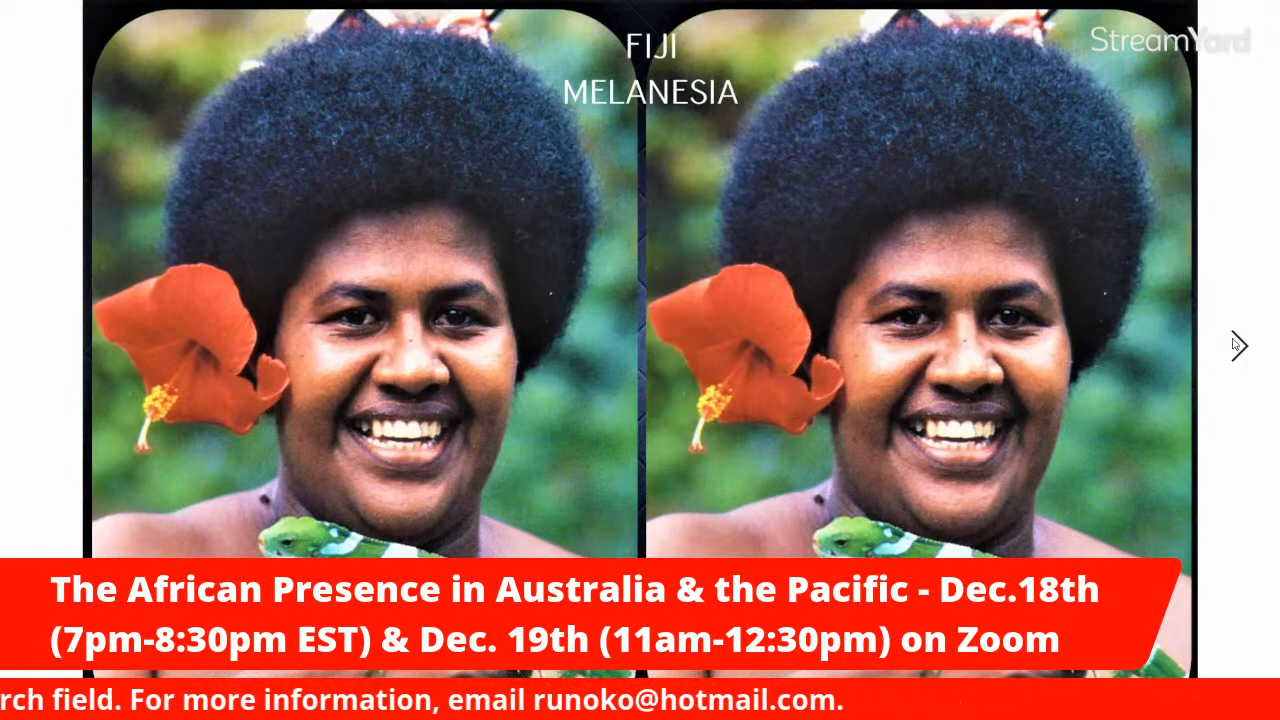 FIJI
MELANESIA
StreamYard
The African Presence in Australia & the Pacific - Dec.18th
(7pm-8:30pm EST) & Dec. 19th (11am-12:30pm) on Zoom
rch field. For more information, email runoko@hotmail.com.